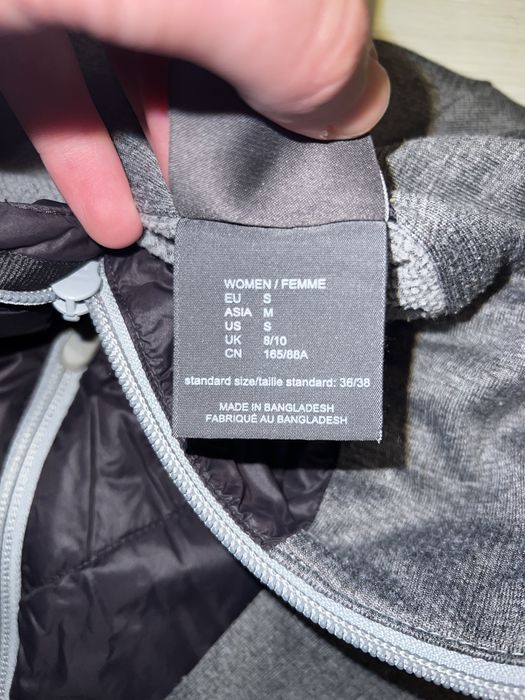 WOMEN / FEMME
EU S
ASIA M
US S
UK 8/10
CN 165/88A
standard size/taille standard: 36/38
MADE IN BANGLADESH
FABRIQUÉ AU BANGLADESH